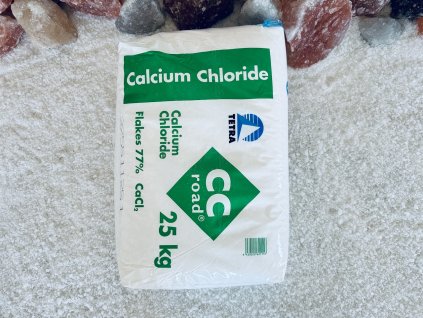 Calcium Chloride
TETRA
Calcium
Chloride
Flakes 77% CaCl₂
CC
road®
25 kg